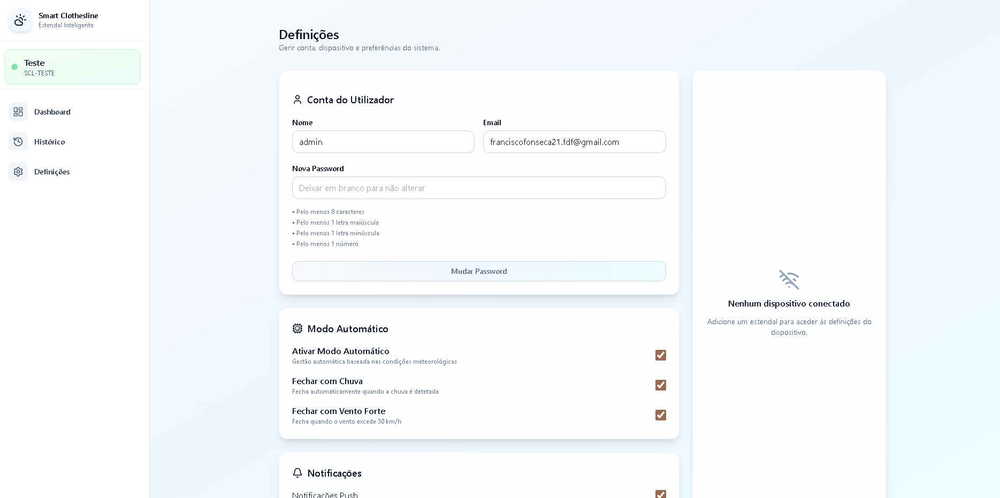 Smart Clothesline
Estendal Inteligente
Teste
SCL-TESTE
Dashboard
Histórico
Definições
Definições
Gerir conta, dispositivo e preferências do sistema.
Conta do Utilizador
Nome
Email
admin
franciscofonseca21.fdf@gmail.com
Nova Password
Deixar em branco para não alterar
• Pelo menos 8 caracteres
• Pelo menos 1 letra maiúscula
• Pelo menos 1 letra minúscula
• Pelo menos 1 número
Mudar Password
Modo Automático
Ativar Modo Automático
Gestão automática baseada nas condições meteorológicas
Fechar com Chuva
Fecha automaticamente quando a chuva é detetada
Fechar com Vento Forte
Fecha quando o vento excede 30 km/h
Notificações
Notificações Push
Nenhum dispositivo conectado
Adicione um estendal para aceder às definições do
dispositivo.